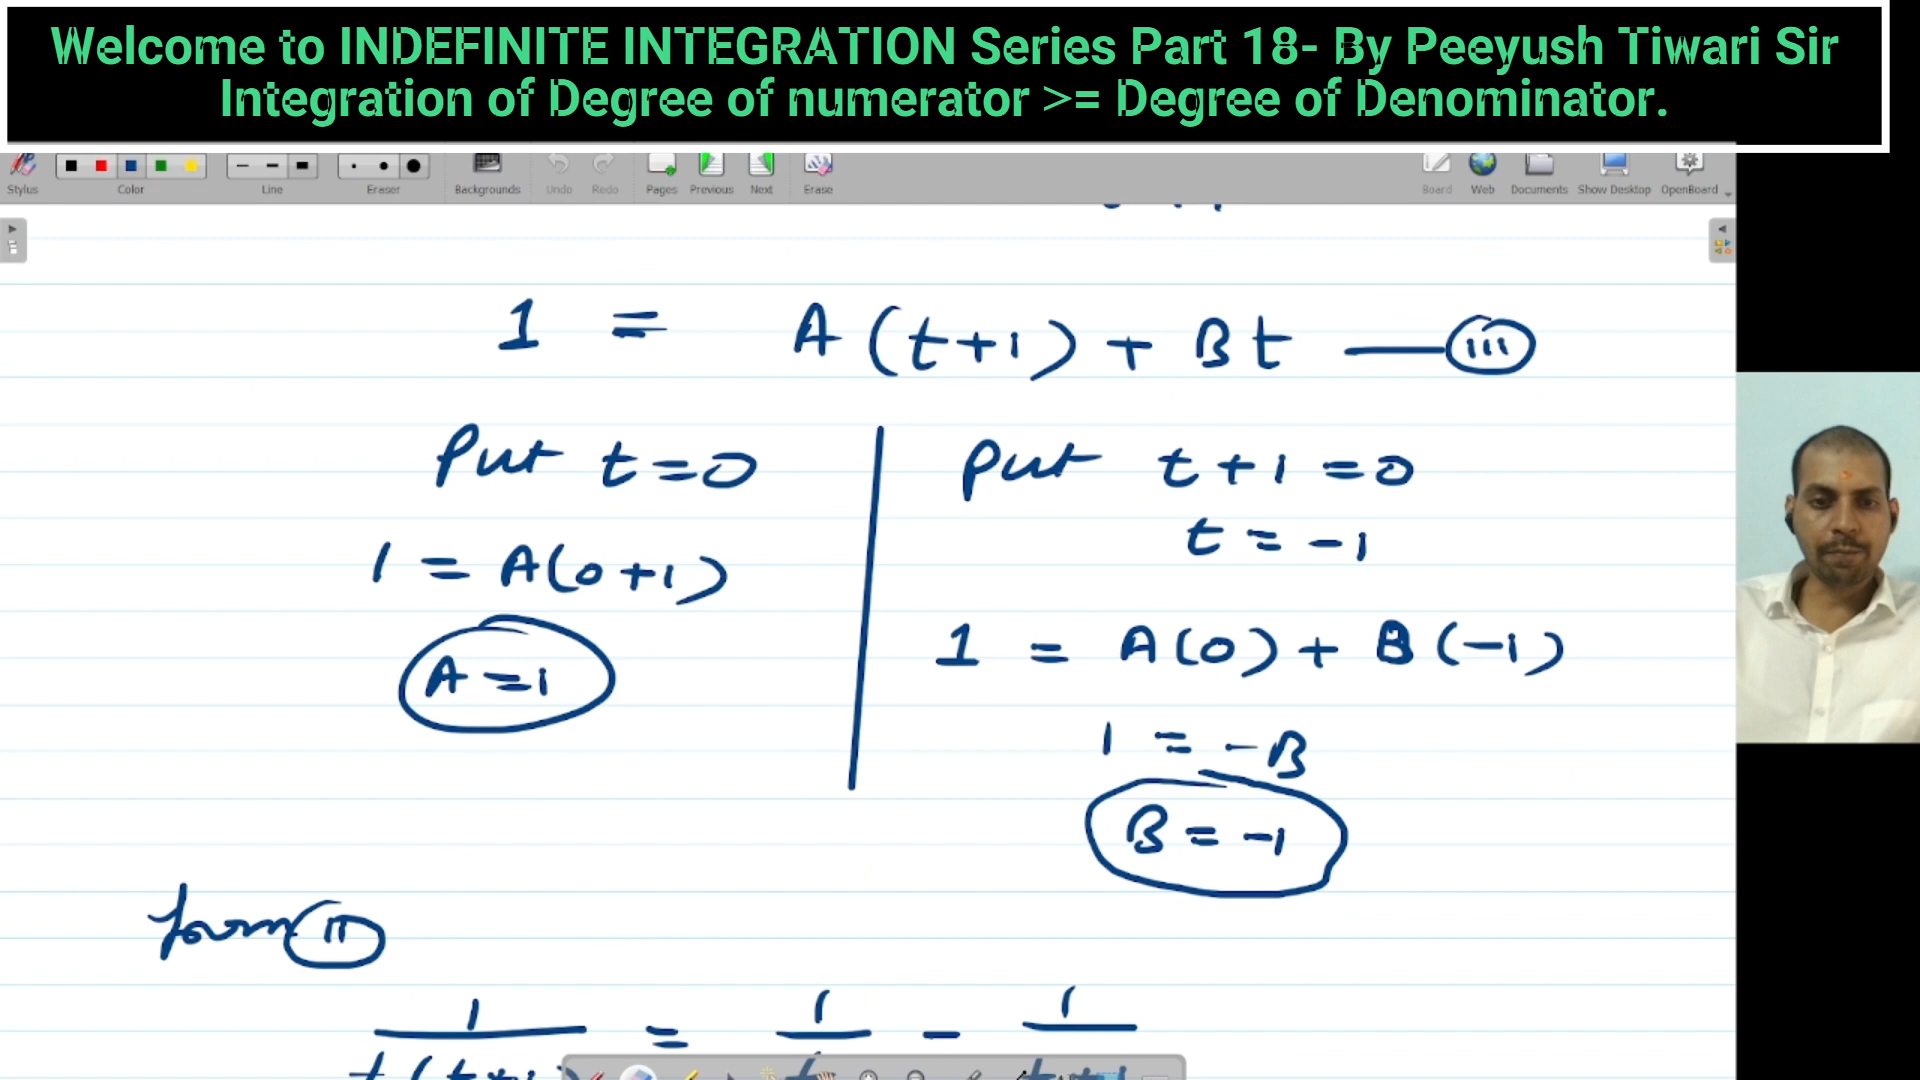 Welcome to INDEFINITE INTEGRATION Series Part 18- By Peeyush Tiwari Sir
Integration of Degree of numerator >= Degree of Denominator.
Stylus Color Line Eraser Backgrounds Undo Redo Pages Previous Next Erase Board Web Documents Show Desktop OpenBoard
1 = A(t+1) + Bt — (iii)
Put t=0
1 = A(0+1)
A=1
Put t+1=0
t = -1
1 = A(0) + B(-1)
1 = -B
B = -1
from (ii)
1/t(t+1) = 1/t - 1/t+1